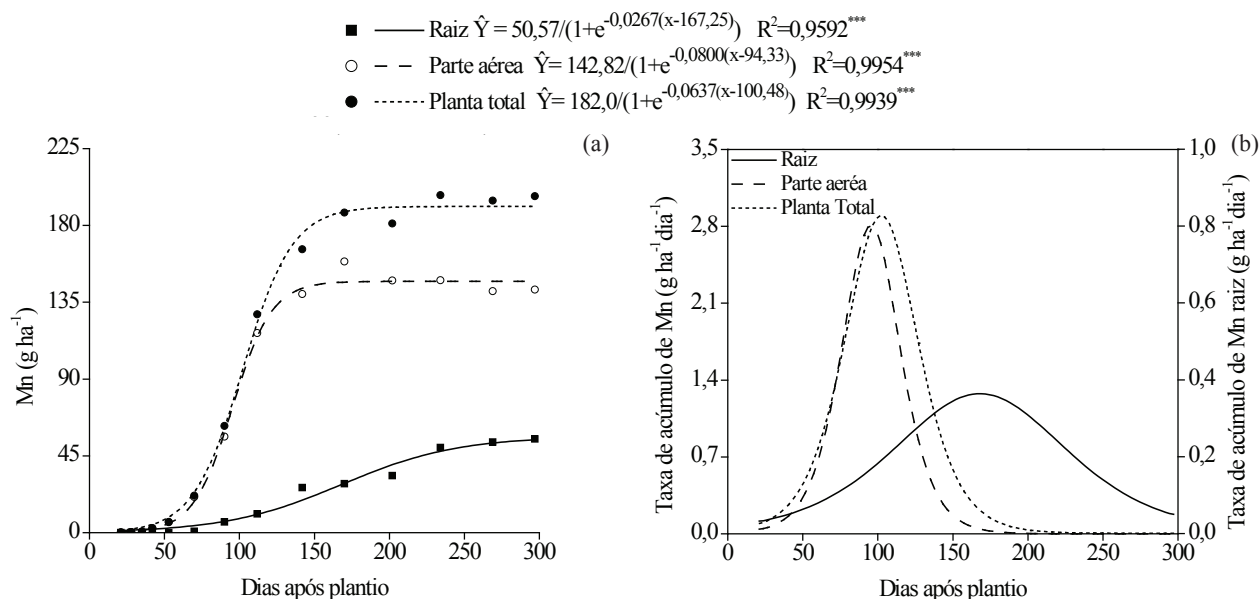 Raiz Ŷ = 50,57/(1+e^-0,0267(x-167,25)) R²=0,9592***
Parte aérea Ŷ= 142,82/(1+e^-0,0800(x-94,33)) R²=0,9954***
Planta total Ŷ=182,0/(1+e^-0,0637(x-100,48)) R²=0,9939***
(a)
225
180
135
90
45
0
Mn (g ha⁻¹)
0 50 100 150 200 250 300
Dias após plantio
(b)
Raiz
Parte aeréa
Planta Total
3,5
2,8
2,1
1,4
0,7
0,0
Taxa de acúmulo de Mn (g ha⁻¹dia⁻¹)
1,0
0,8
0,6
0,4
0,2
0,0
Taxa de acúmulo de Mn raiz (g ha⁻¹dia⁻¹)
0 50 100 150 200 250 300
Dias após plantio